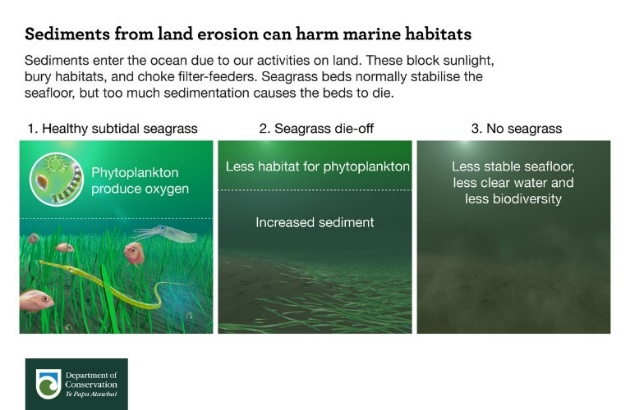 Sediments from land erosion can harm marine habitats
Sediments enter the ocean due to our activities on land. These block sunlight,
bury habitats, and choke filter-feeders. Seagrass beds normally stabilise the
seafloor, but too much sedimentation causes the beds to die.
1. Healthy subtidal seagrass
Phytoplankton
produce oxygen
2. Seagrass die-off
Less habitat for phytoplankton
Increased sediment
3. No seagrass
Less stable seafloor,
less clear water and
less biodiversity
Department of
Conservation
Te Papa Atawhai